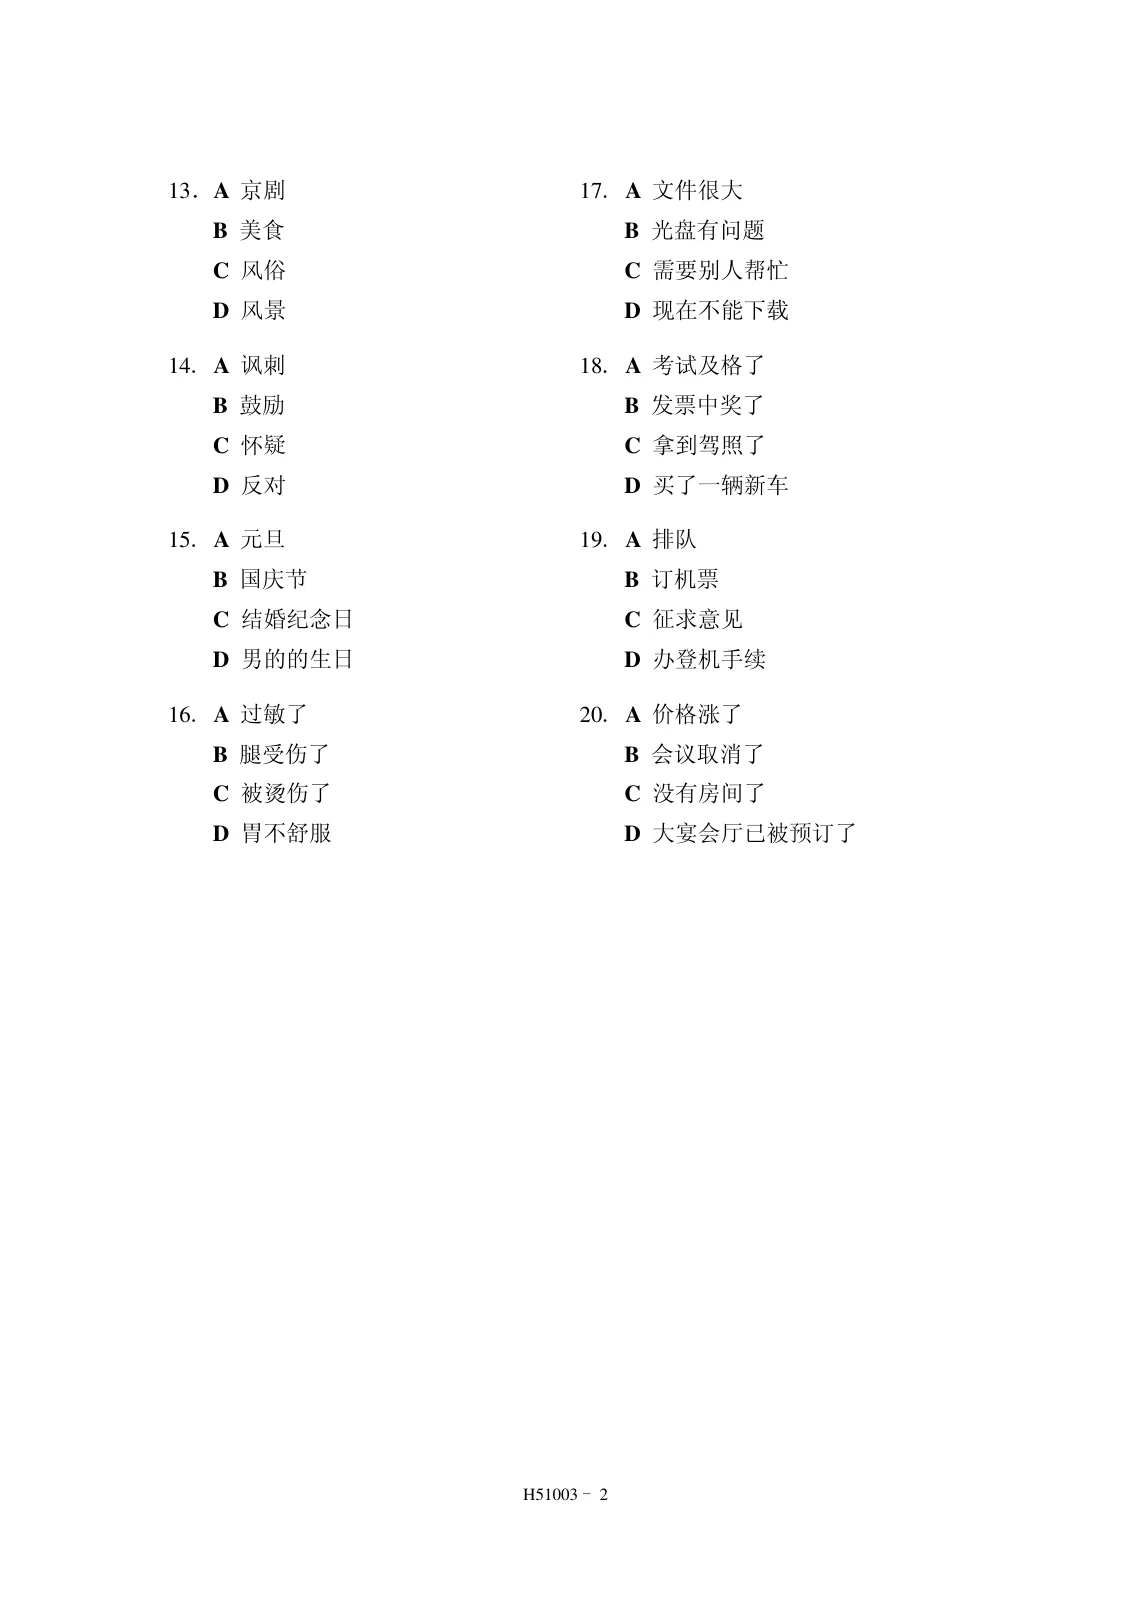 13. A 京剧
B 美食
C 风俗
D 风景
14. A 讽刺
B 鼓励
C 怀疑
D 反对
15. A 元旦
B 国庆节
C 结婚纪念日
D 男的的生日
16. A 过敏了
B 腿受伤了
C 被烫伤了
D 胃不舒服
17. A 文件很大
B 光盘有问题
C 需要别人帮忙
D 现在不能下载
18. A 考试及格了
B 发票中奖了
C 拿到驾照了
D 买了一辆新车
19. A 排队
B 订机票
C 征求意见
D 办登机手续
20. A 价格涨了
B 会议取消了
C 没有房间了
D 大宴会厅已被预订了
H51003－ 2